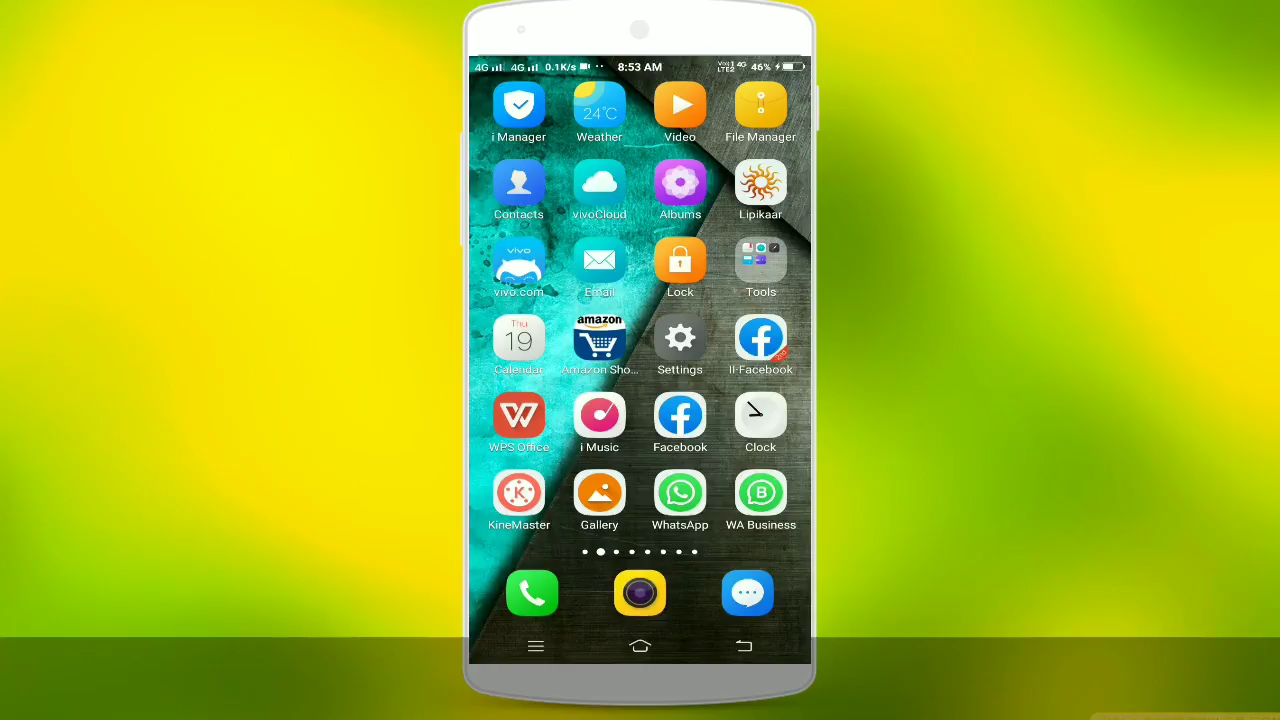 4G 4G 0.1K/s 8:53 AM 4G LTE2 46%
24°C
i Manager Weather Video File Manager
Contacts vivoCloud Albums Lipikaar
vivo
vivo.com Email Lock Tools
Thu
19
amazon
Calendar Amazon Sho... Settings II-Facebook
WPS Office i Music Facebook Clock
K
B
KineMaster Gallery WhatsApp WA Business